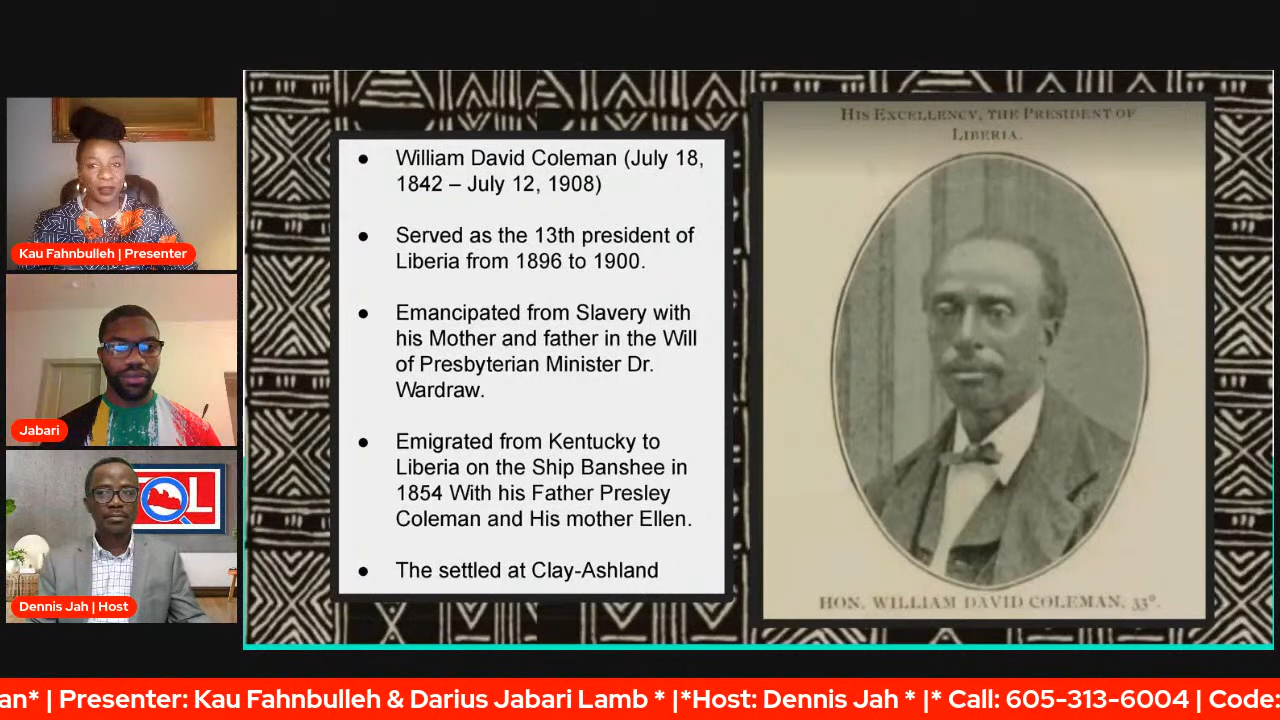 Kau Fahnbulleh | Presenter
Jabari
OL
Dennis Jah | Host
● William David Coleman (July 18,
1842 – July 12, 1908)
● Served as the 13th president of
Liberia from 1896 to 1900.
● Emancipated from Slavery with
his Mother and father in the Will
of Presbyterian Minister Dr.
Wardraw.
● Emigrated from Kentucky to
Liberia on the Ship Banshee in
1854 With his Father Presley
Coleman and His mother Ellen.
● The settled at Clay-Ashland
HIS EXCELLENCY, THE PRESIDENT OF
LIBERIA.
HON. WILLIAM DAVID COLEMAN, 33°.
an* | Presenter: Kau Fahnbulleh & Darius Jabari Lamb * |*Host: Dennis Jah * |* Call: 605-313-6004 | Code: